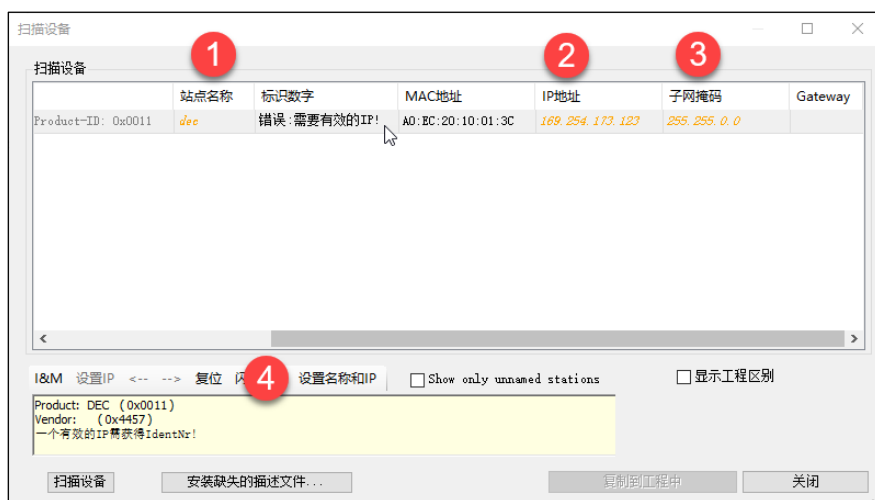 扫描设备
1 2 3
扫描设备
站点名称 标识数字 MAC地址 IP地址 子网掩码 Gateway
Product-ID: 0x0011 dec 错误:需要有效的IP! A0:EC:20:10:01:3C 169.254.173.123 255.255.0.0
I&M 设置IP <-- --> 复位 闪 4 设置名称和IP Show only unnamed stations 显示工程区别
Product: DEC (0x0011)
Vendor: (0x4457)
一个有效的IP需获得IdentNr!
扫描设备 安装缺失的描述文件... 复制到工程中 关闭